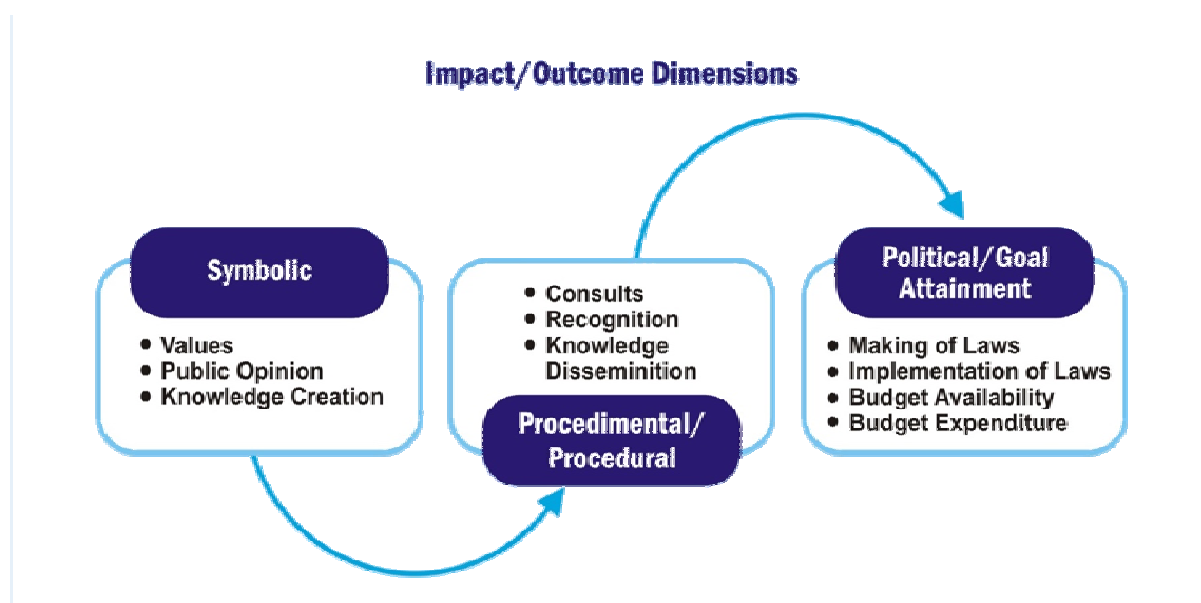 Impact/Outcome Dimensions
Symbolic
• Values
• Public Opinion
• Knowledge Creation
• Consults
• Recognition
• Knowledge
Disseminition
Procedimental/
Procedural
Political/Goal
Attainment
• Making of Laws
• Implementation of Laws
• Budget Availability
• Budget Expenditure